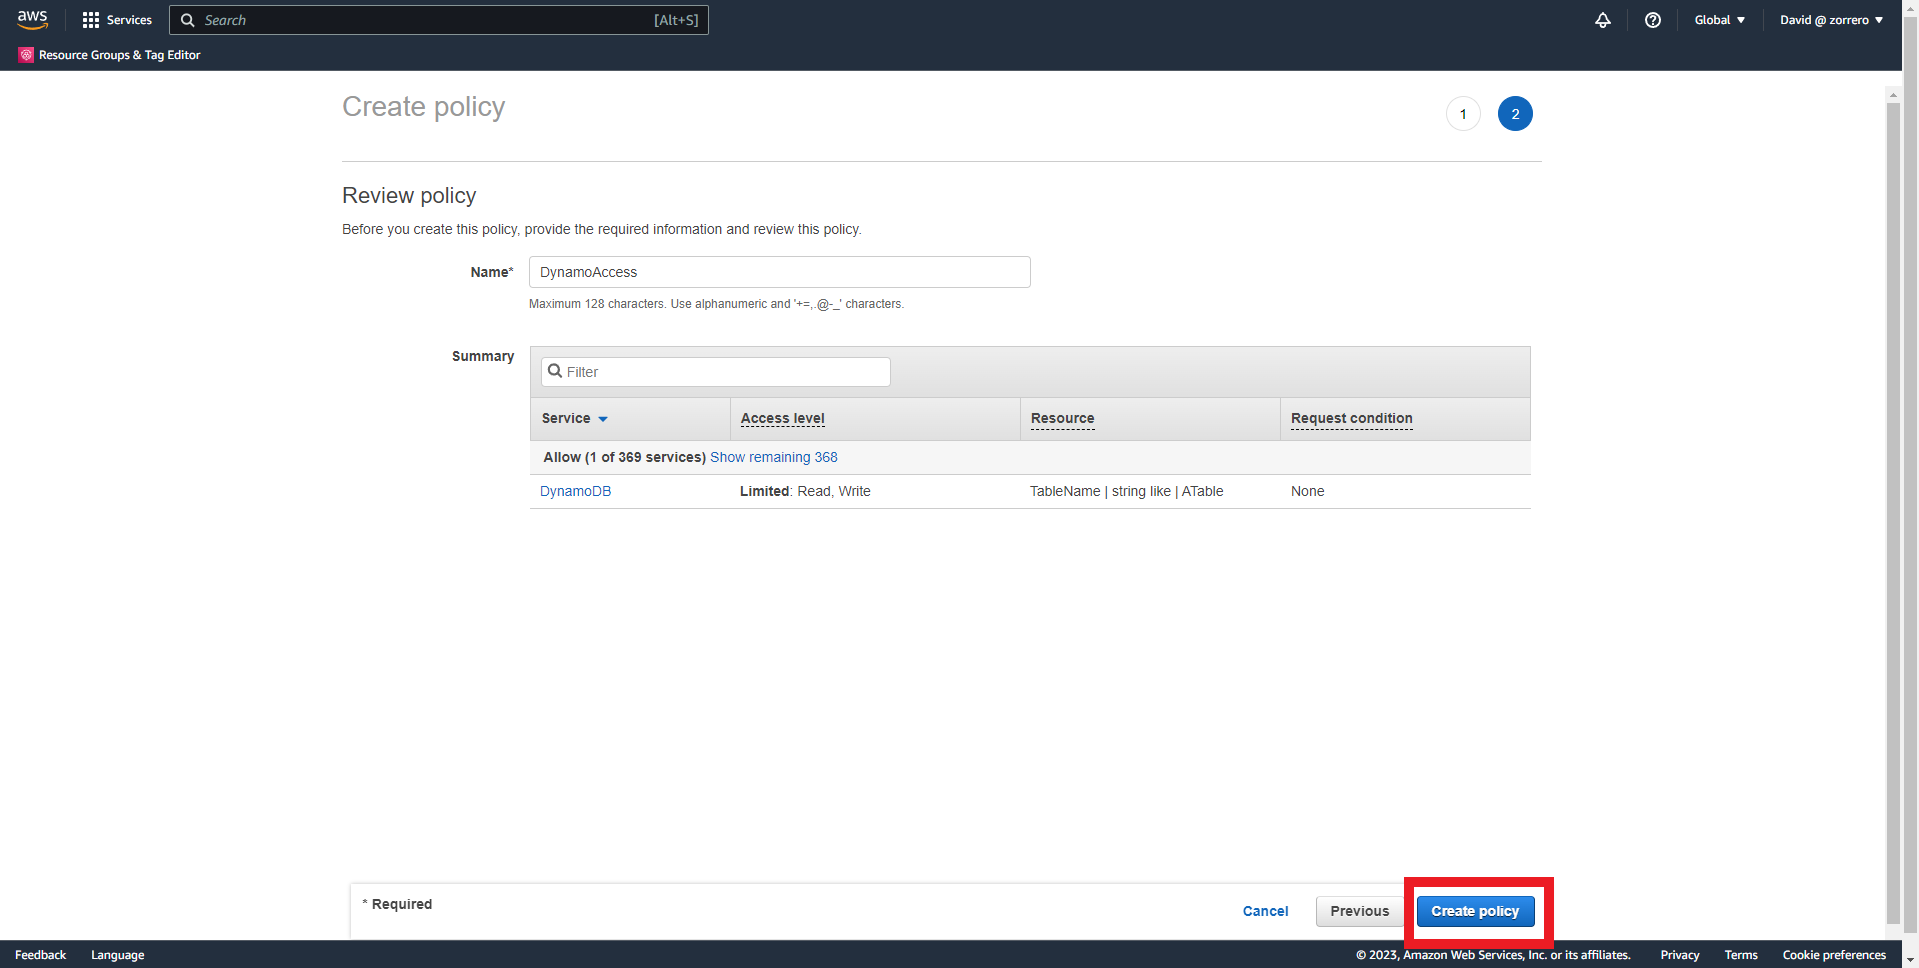 aws Services Search [Alt+S] Global David @ zorrero
Resource Groups & Tag Editor
Create policy
1 2
Review policy
Before you create this policy, provide the required information and review this policy.
Name* DynamoAccess
Maximum 128 characters. Use alphanumeric and '+=,.@-_' characters.
Summary
Filter
Service Access level Resource Request condition
Allow (1 of 369 services) Show remaining 368
DynamoDB Limited: Read, Write TableName | string like | ATable None
* Required Cancel Previous Create policy
Feedback Language © 2023, Amazon Web Services, Inc. or its affiliates. Privacy Terms Cookie preferences